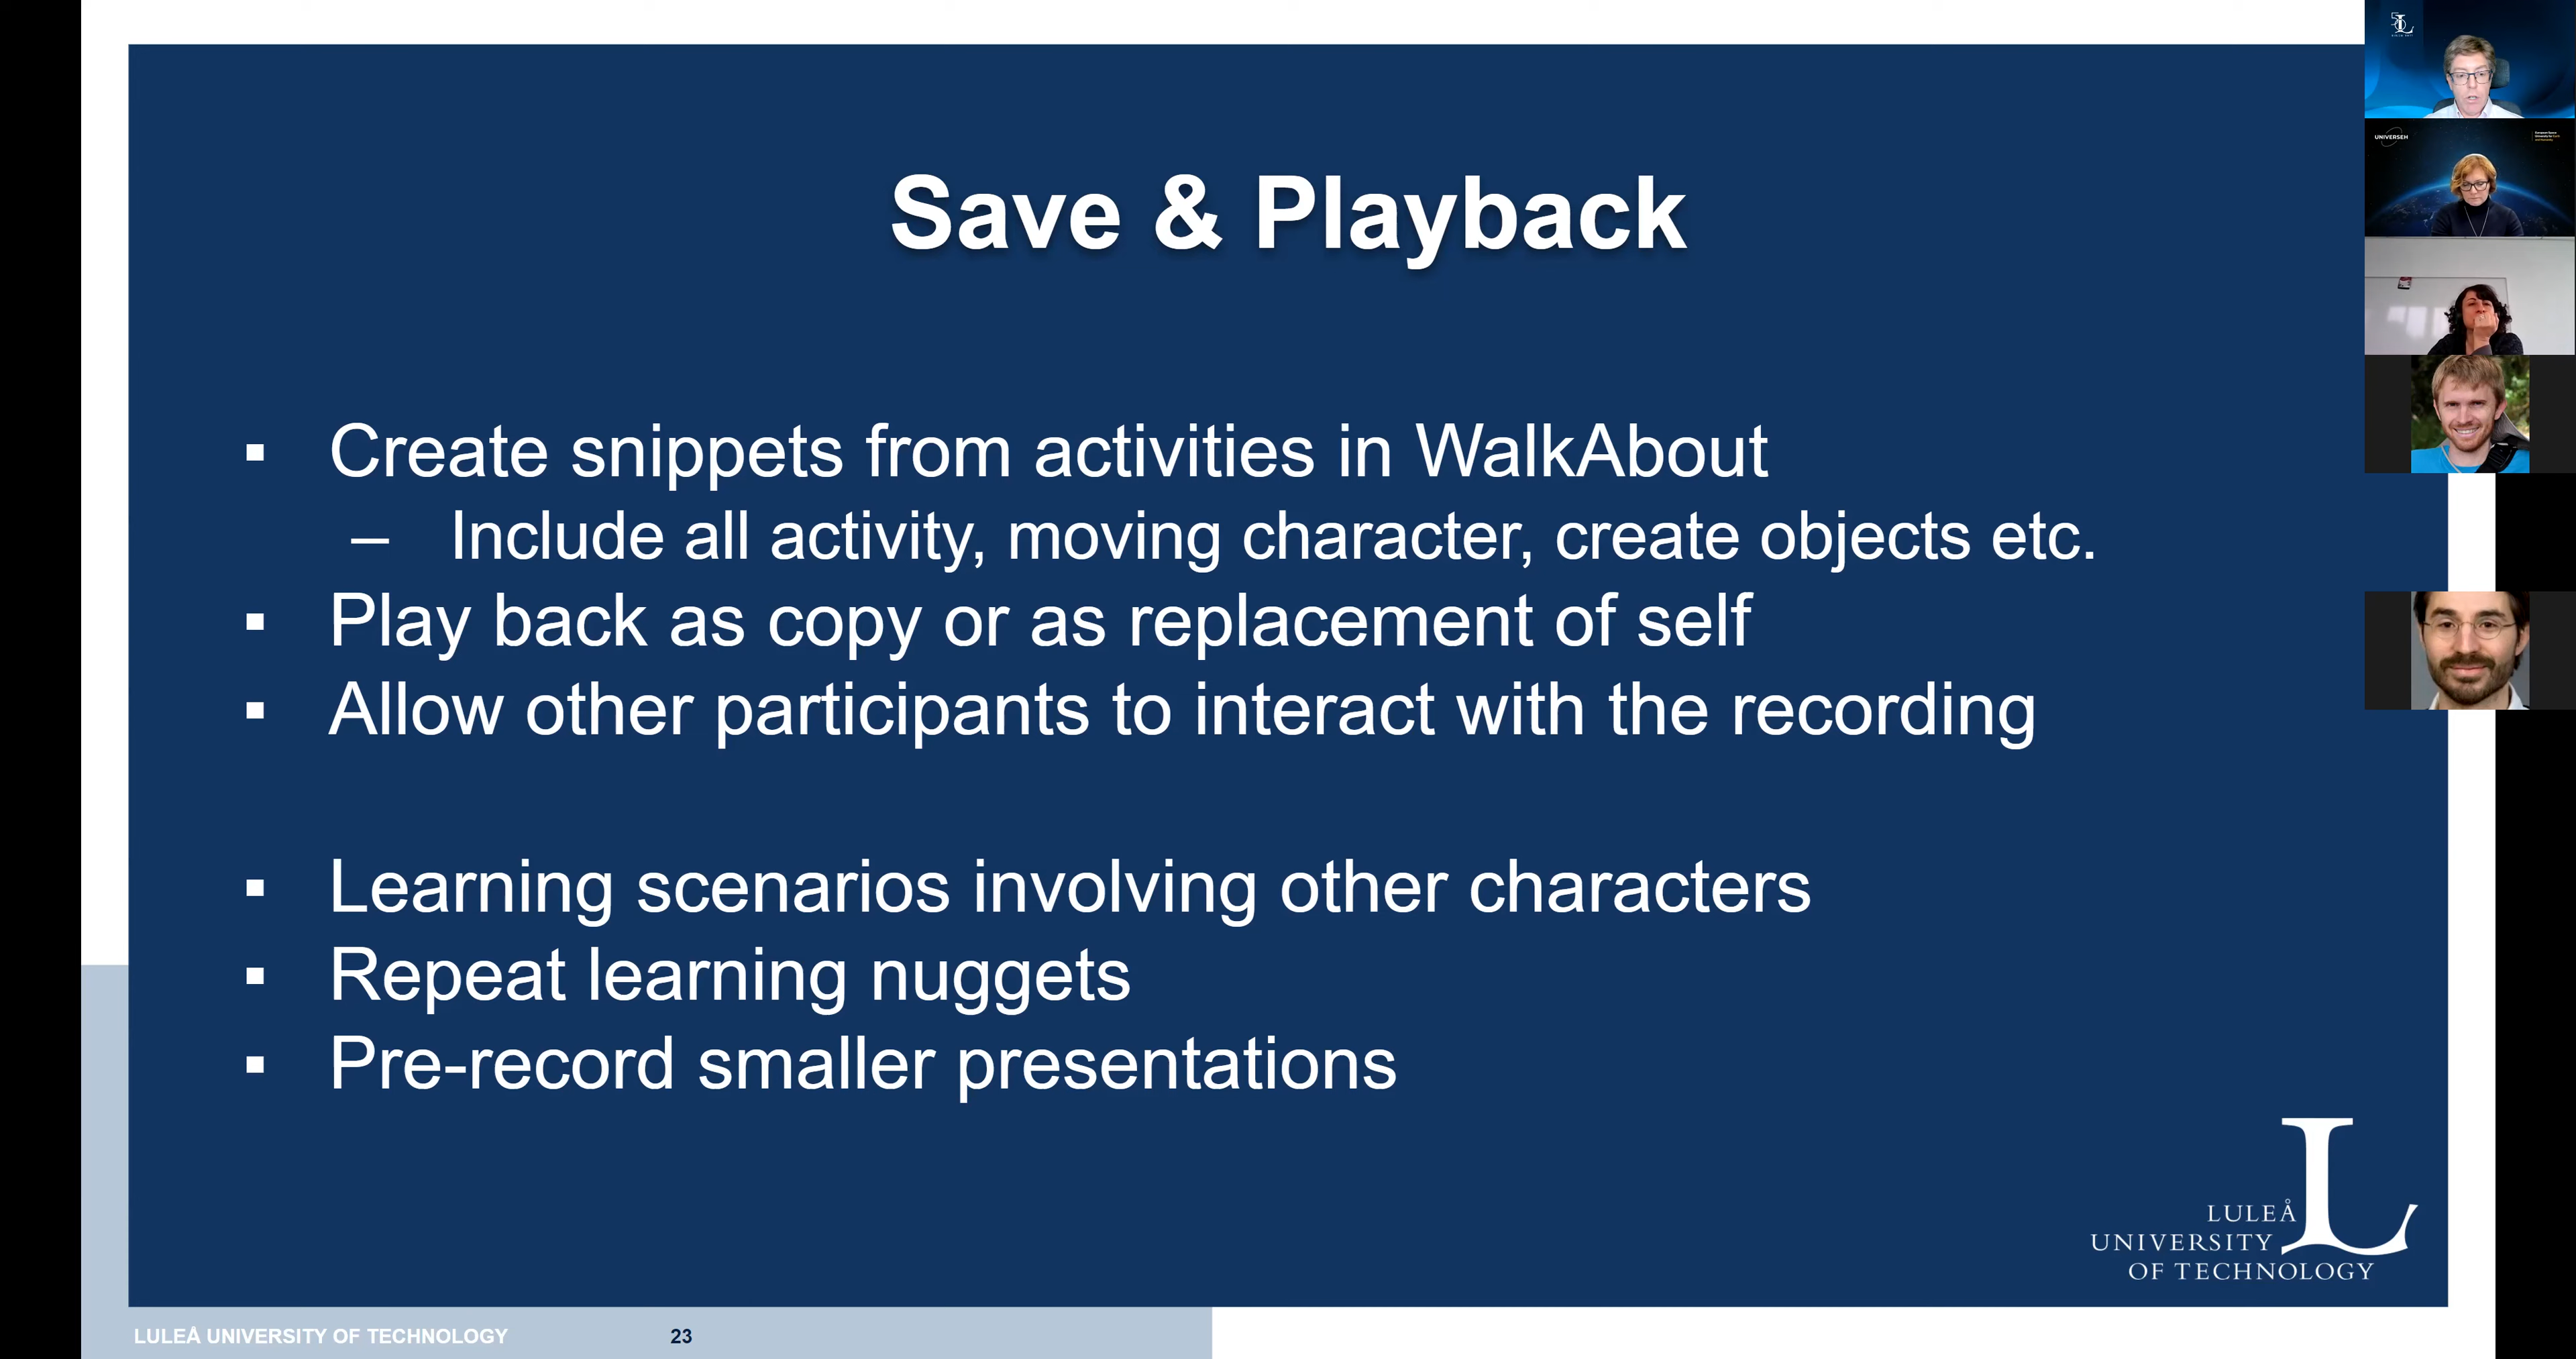 Save & Playback
▪ Create snippets from activities in WalkAbout
– Include all activity, moving character, create objects etc.
▪ Play back as copy or as replacement of self
▪ Allow other participants to interact with the recording
▪ Learning scenarios involving other characters
▪ Repeat learning nuggets
▪ Pre-record smaller presentations
LULEÅ
UNIVERSITY
OF TECHNOLOGY
L
LULEÅ UNIVERSITY OF TECHNOLOGY 23
UNIVERSEH